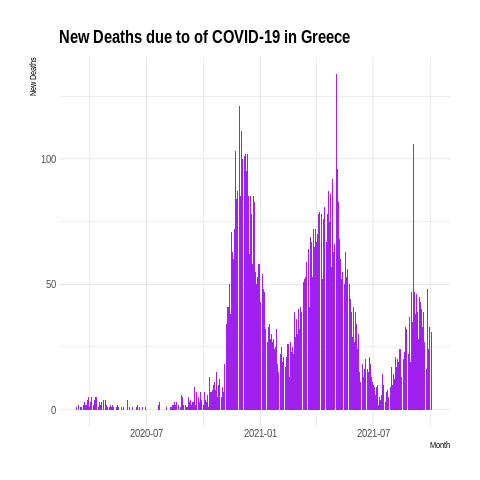 New Deaths due to of COVID-19 in Greece
New Deaths
100
50
0
2020-07 2021-01 2021-07
Month